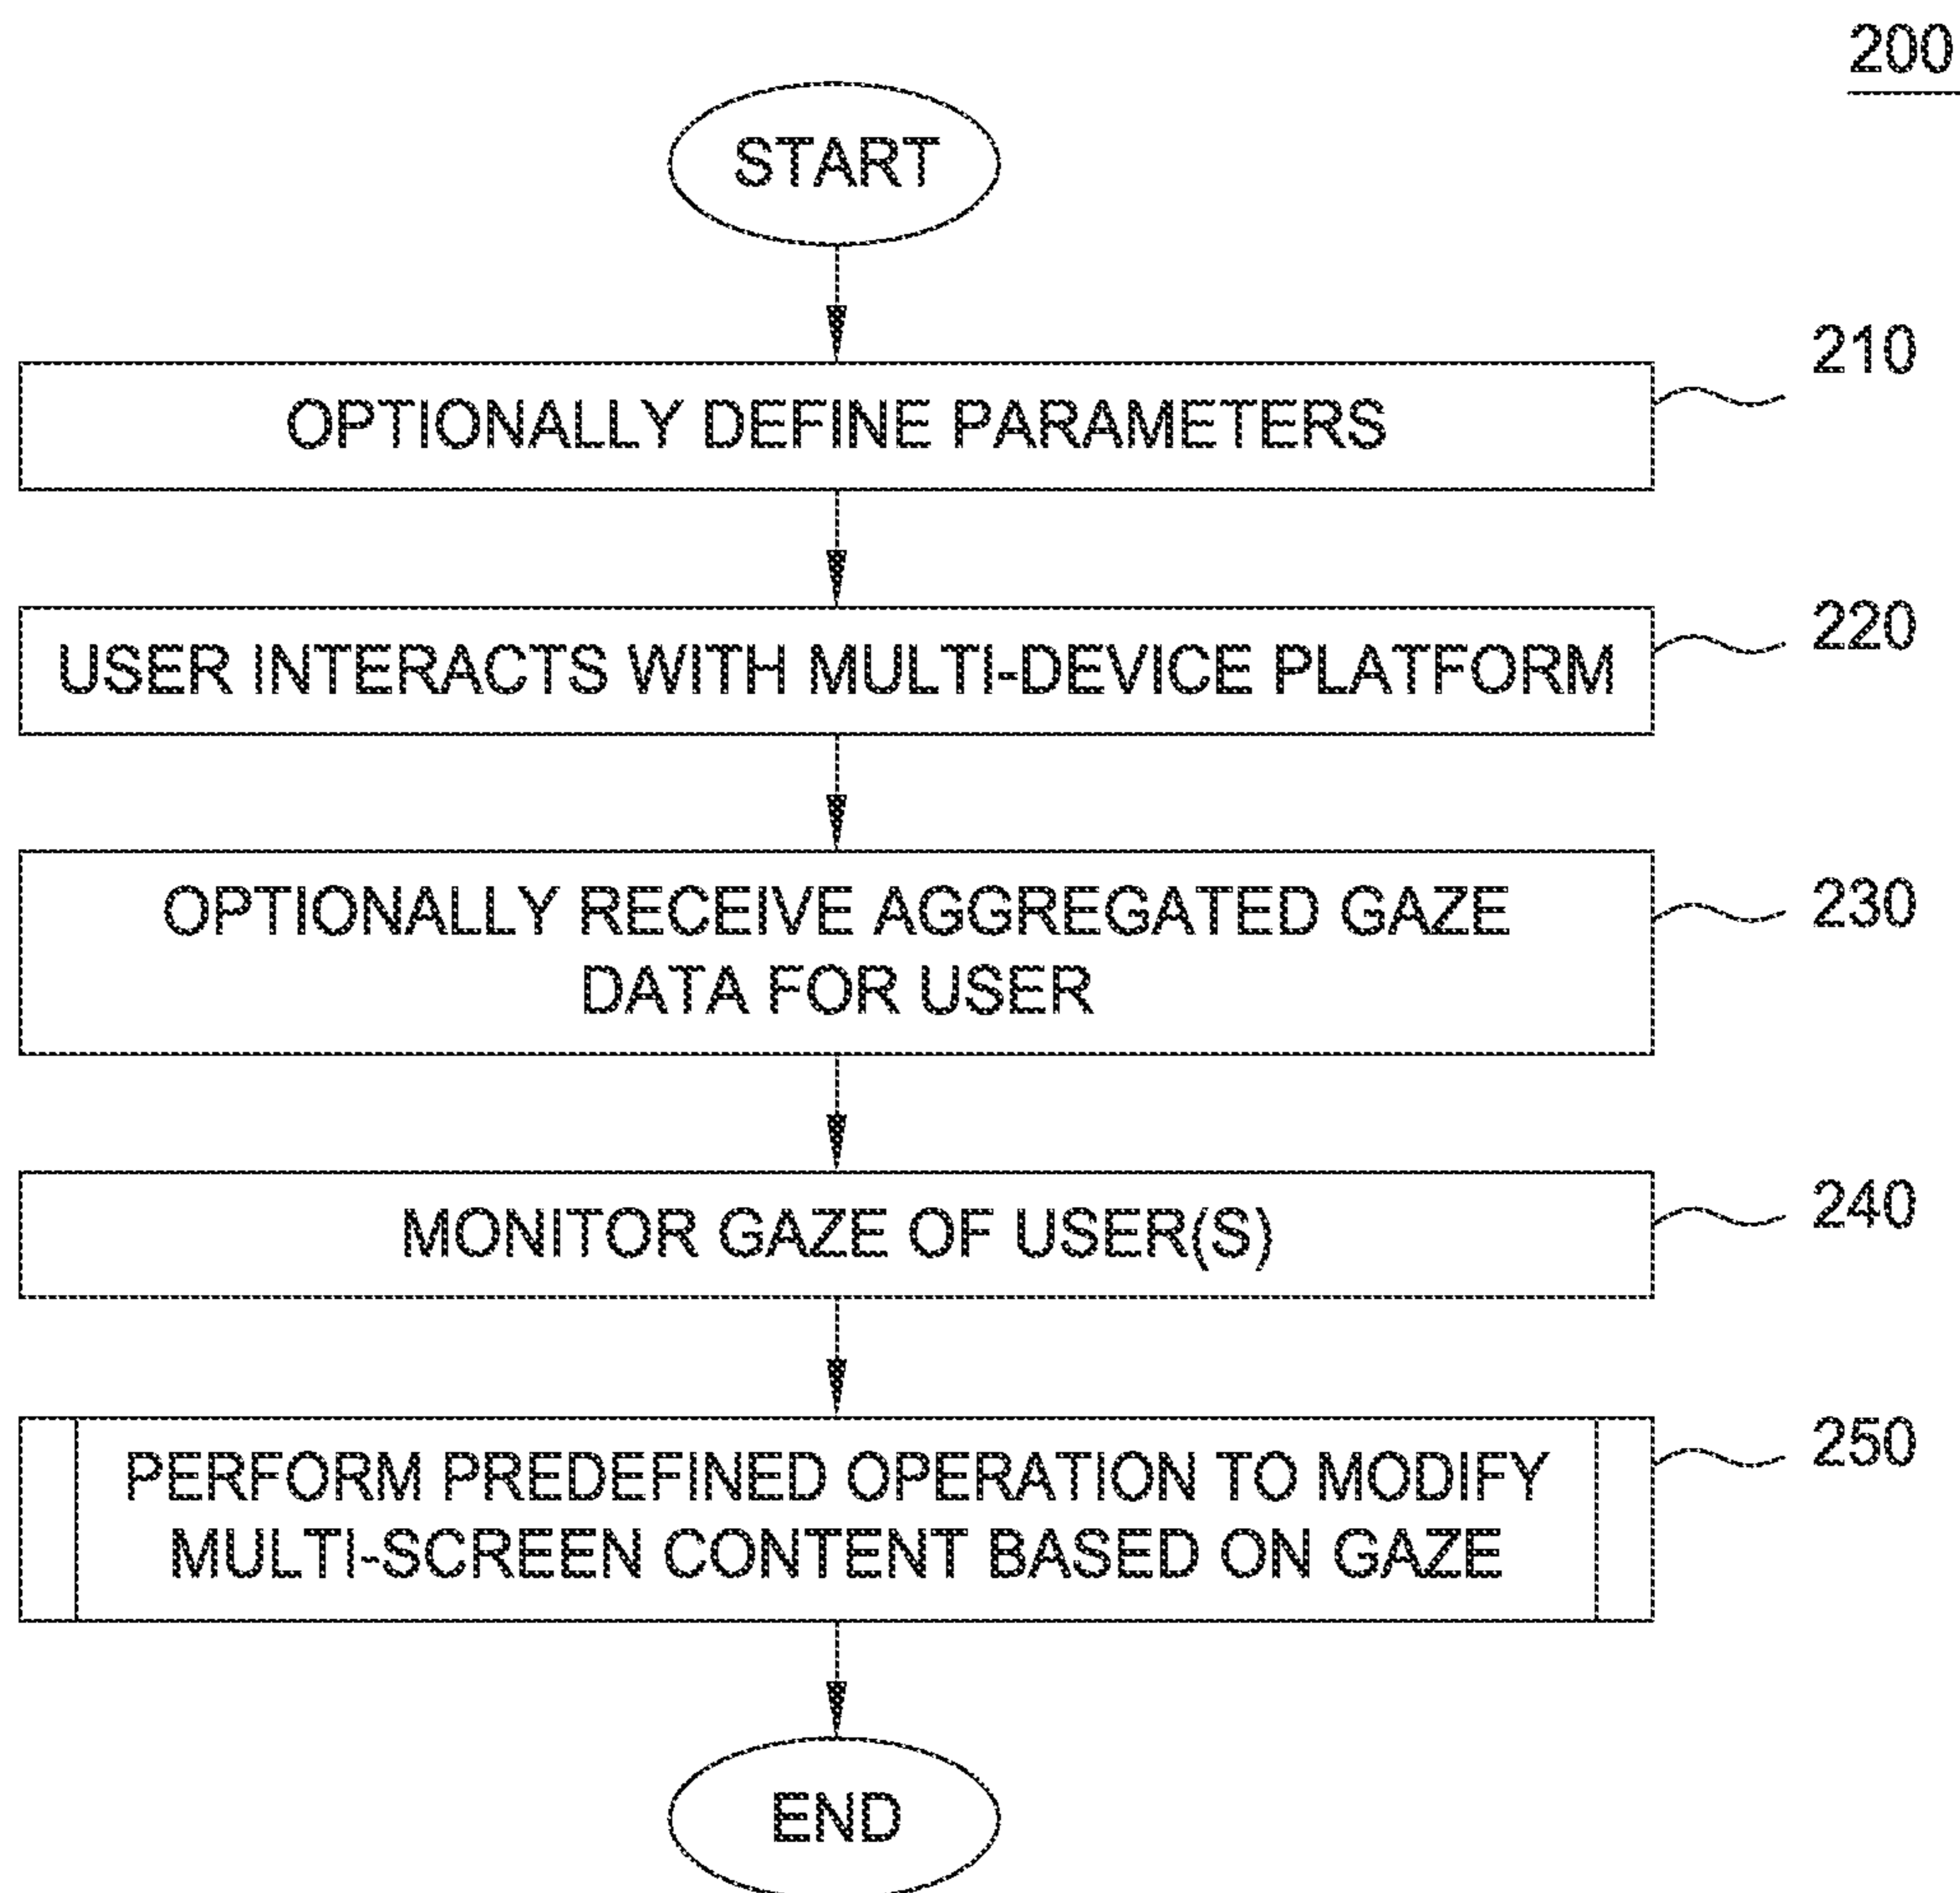 200
START
OPTIONALLY DEFINE PARAMETERS
210
USER INTERACTS WITH MULTI-DEVICE PLATFORM
220
OPTIONALLY RECEIVE AGGREGATED GAZE
DATA FOR USER
230
MONITOR GAZE OF USER(S)
240
PERFORM PREDEFINED OPERATION TO MODIFY
MULTI-SCREEN CONTENT BASED ON GAZE
250
END